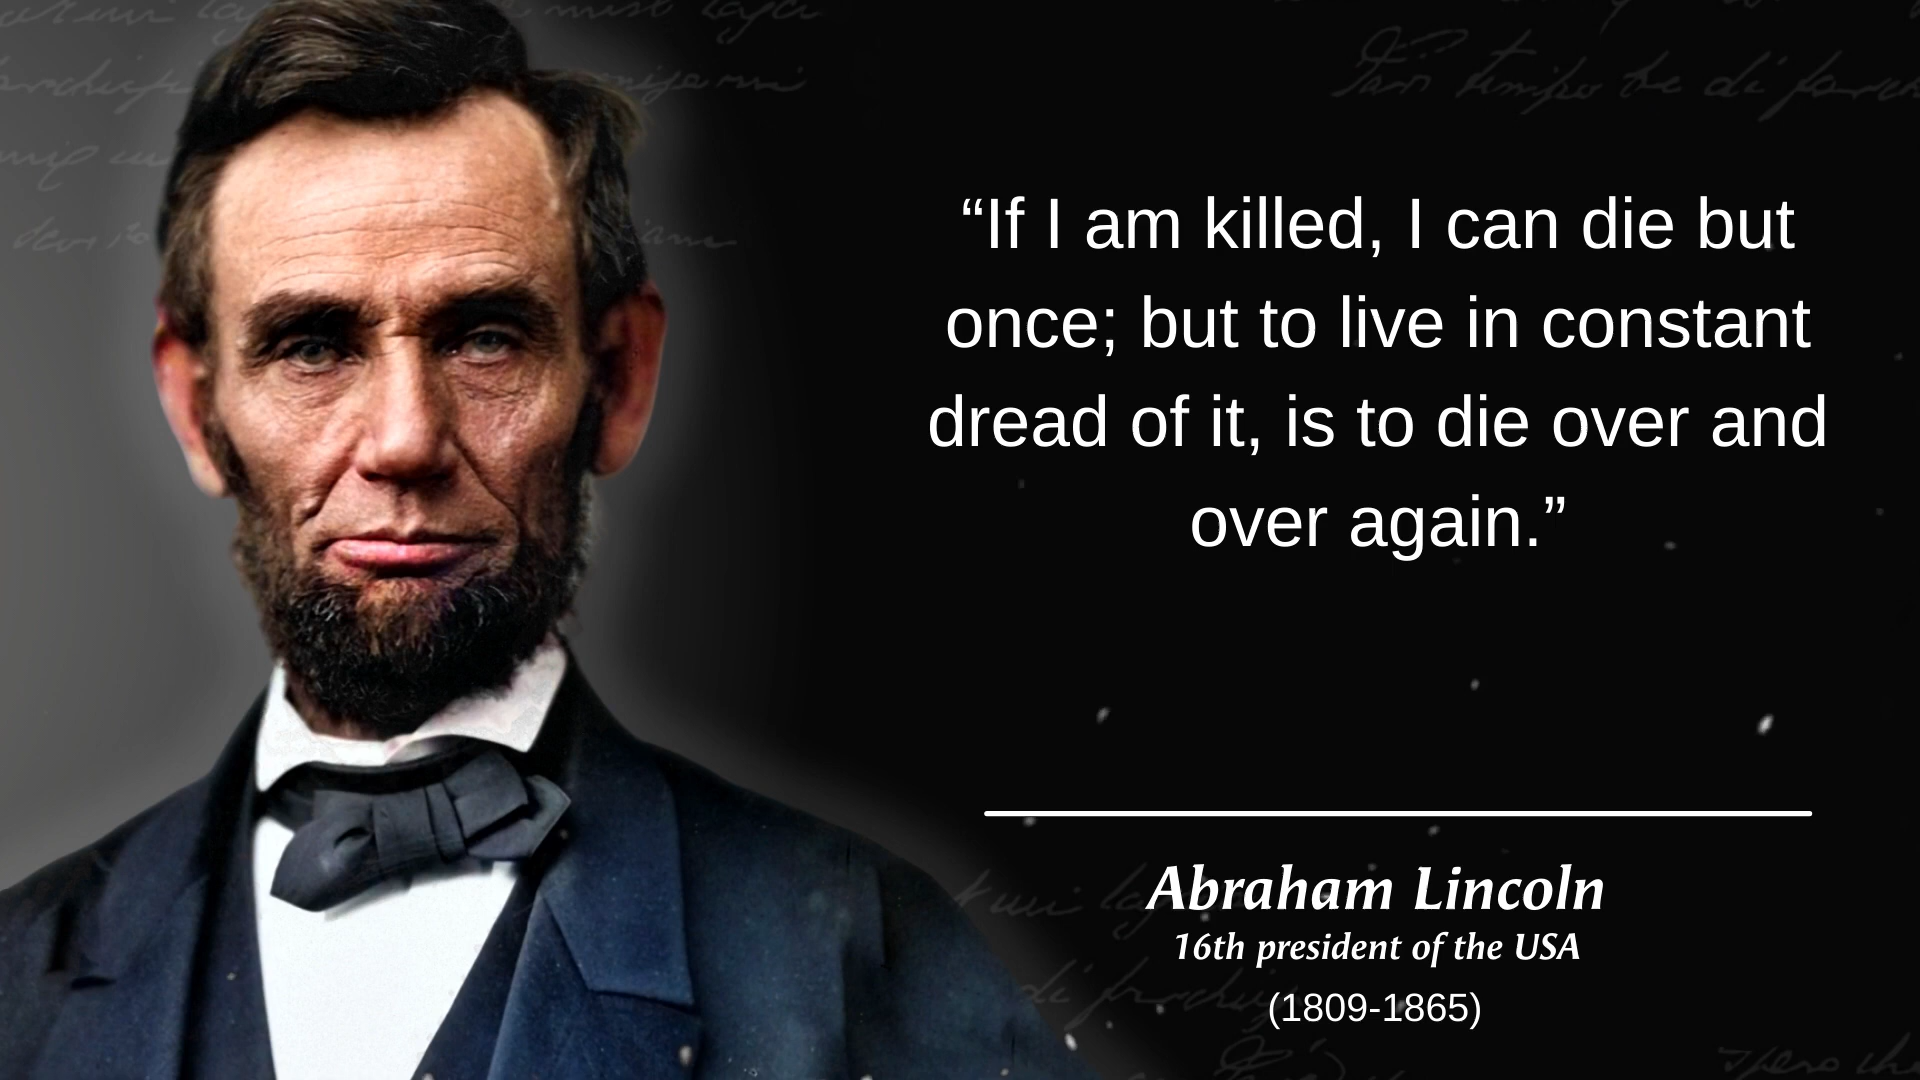 “If I am killed, I can die but
once; but to live in constant
dread of it, is to die over and
over again.”
Abraham Lincoln
16th president of the USA
(1809-1865)